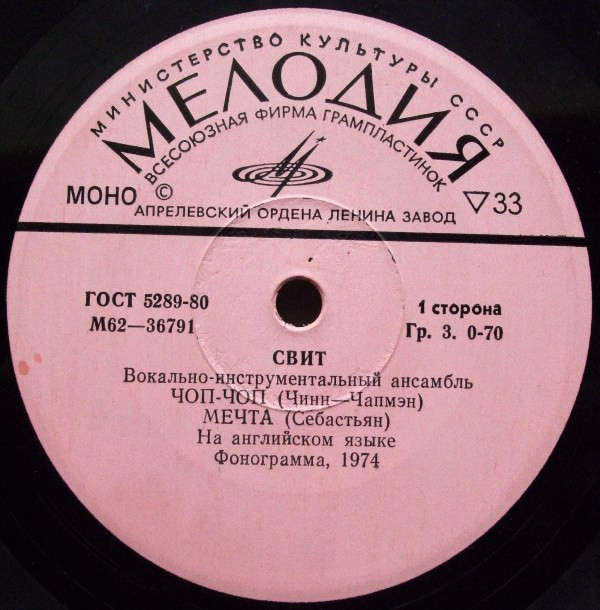 МИНИСТЕРСТВО КУЛЬТУРЫ СССР
МЕЛОДИЯ
ВСЕСОЮЗНАЯ ФИРМА ГРАМПЛАСТИНОК
МОНО © ▽33
АПРЕЛЕВСКИЙ ОРДЕНА ЛЕНИНА ЗАВОД
ГОСТ 5289-80 1 сторона
М62—36791 Гр. 3. 0-70
СВИТ
Вокально-инструментальный ансамбль
ЧОП-ЧОП (Чинн—Чапмэн)
МЕЧТА (Себастьян)
На английском языке
Фонограмма, 1974